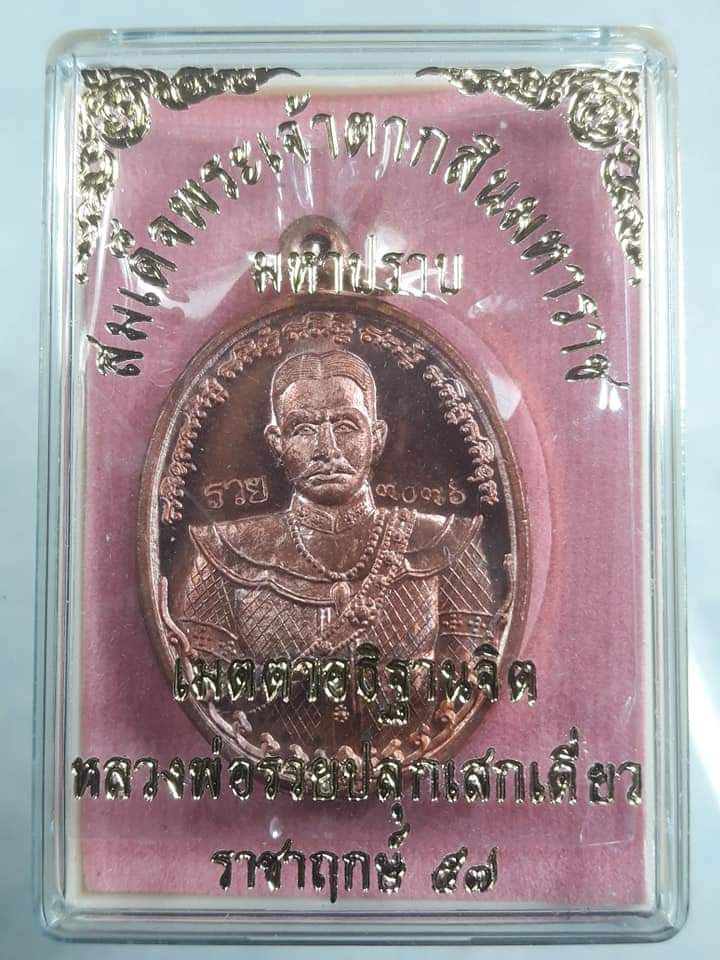 สมเด็จพระเจ้าตากสินมหาราช
มหาปราบ
รวย ๓๐๓๖
เมตตาอธิฐานจิต
หลวงพ่อรวยปลุกเสกเดี่ยว
ราชาฤกษ์ ๕๗